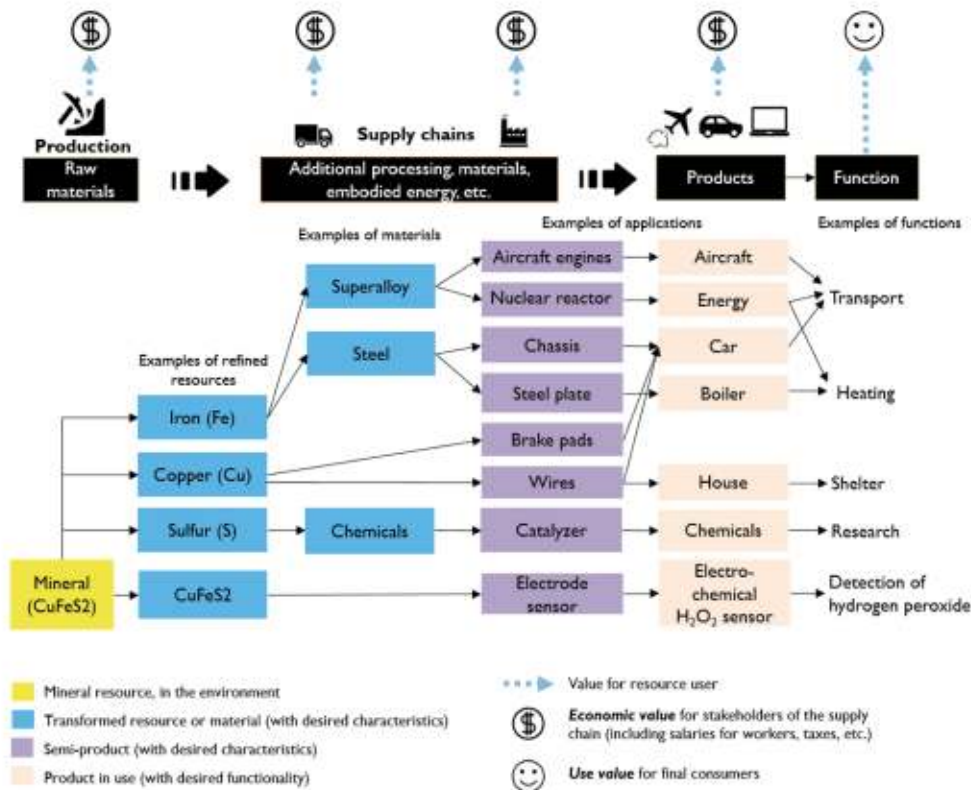 $ $ $ $
Production
Supply chains
Raw
materials
Additional processing, materials,
embodied energy, etc.
Products
Function
Examples of materials
Examples of applications
Examples of functions
Examples of refined
resources
Superalloy
Aircraft engines
Aircraft
Nuclear reactor
Energy
Transport
Steel
Chassis
Car
Steel plate
Boiler
Heating
Iron (Fe)
Brake pads
Copper (Cu)
Wires
House
Shelter
Sulfur (S)
Chemicals
Catalyzer
Chemicals
Research
Mineral
(CuFeS2)
CuFeS2
Electrode
sensor
Electro-
chemical
H₂O₂ sensor
Detection of
hydrogen peroxide
Mineral resource, in the environment
Transformed resource or material (with desired characteristics)
Semi-product (with desired characteristics)
Product in use (with desired functionality)
Value for resource user
$
Economic value for stakeholders of the supply
chain (including salaries for workers, taxes, etc.)
Use value for final consumers